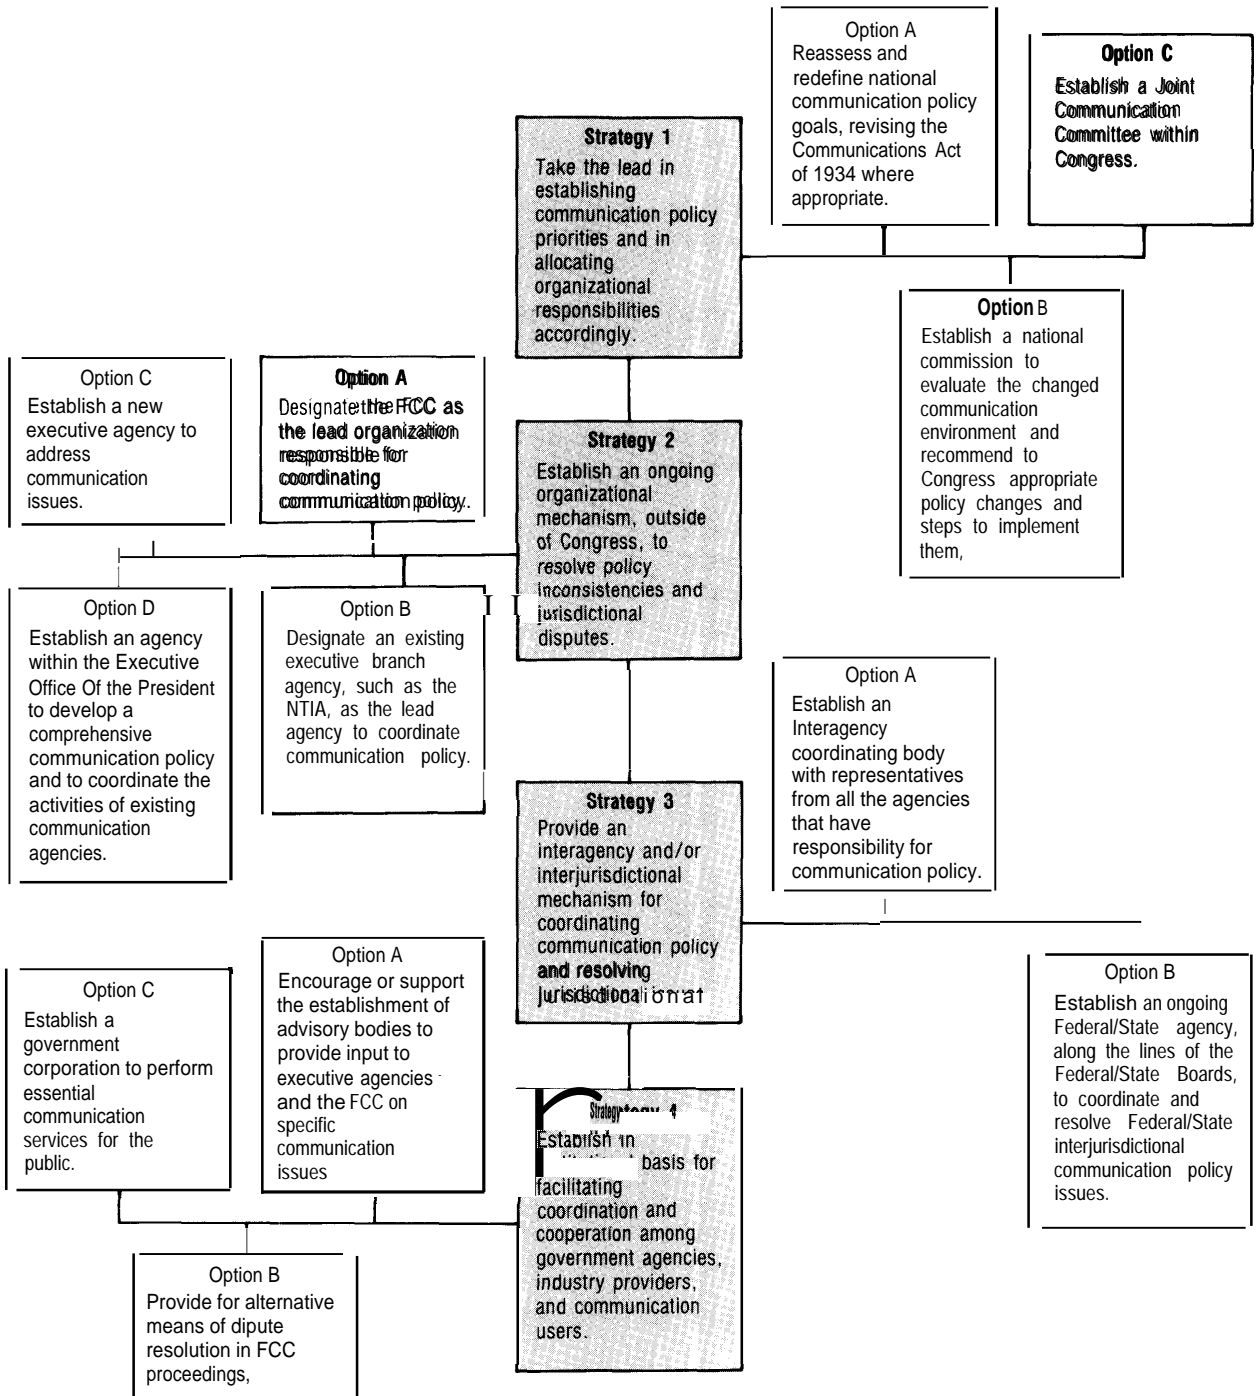 Option A
Reassess and
redefine national
communication policy
goals, revising the
Communications Act
of 1934 where
appropriate.
Option C
Establish a Joint
Communication
Committee within
Congress.
Strategy 1
Take the lead in
establishing
communication policy
priorities and in
allocating
organizational
responsibilities
accordingly.
Option B
Establish a national
commission to
evaluate the changed
communication
environment and
recommend to
Congress appropriate
policy changes and
steps to implement
them,
Option C
Establish a new
executive agency to
address
communication
issues.
Option A
Designate the FCC as
the lead organization
responsible for
coordinating
communication policy.
Strategy 2
Establish an ongoing
organizational
mechanism, outside
of Congress, to
resolve policy
inconsistencies and
jurisdictional
disputes.
Option D
Establish an agency
within the Executive
Office Of the President
to develop a
comprehensive
communication policy
and to coordinate the
activities of existing
communication
agencies.
Option B
Designate an existing
executive branch
agency, such as the
NTIA, as the lead
agency to coordinate
communication policy.
Option A
Establish an
Interagency
coordinating body
with representatives
from all the agencies
that have
responsibility for
communication policy.
Strategy 3
Provide an
interagency and/or
interjurisdictional
mechanism for
coordinating
communication policy
and resolving
jurisdictional
Option B
Establish an ongoing
Federal/State agency,
along the lines of the
Federal/State Boards,
to coordinate and
resolve Federal/State
interjurisdictional
communication policy
issues.
Option C
Establish a
government
corporation to perform
essential
communication
services for the
public.
Option A
Encourage or support
the establishment of
advisory bodies to
provide input to
executive agencies
and the FCC on
specific
communication
issues
Strategy 4
Establish
basis for
facilitating
coordination and
cooperation among
government agencies,
industry providers,
and communication
users.
Option B
Provide for alternative
means of dipute
resolution in FCC
proceedings,